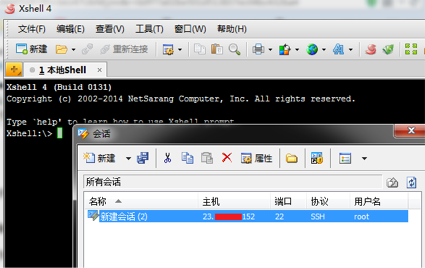 Xshell 4
文件(F) 编辑(E) 查看(V) 工具(T) 窗口(W) 帮助(H)
新建 重新连接
1 本地Shell
Xshell 4 (Build 0131)
Copyright (c) 2002-2014 NetSarang Computer, Inc. All rights reserved.
Type `help' to learn how to use Xshell prompt.
Xshell:\>
会话
新建 属性
所有会话
名称 主机 端口 协议 用户名
新建会话 (2) 23. 152 22 SSH root